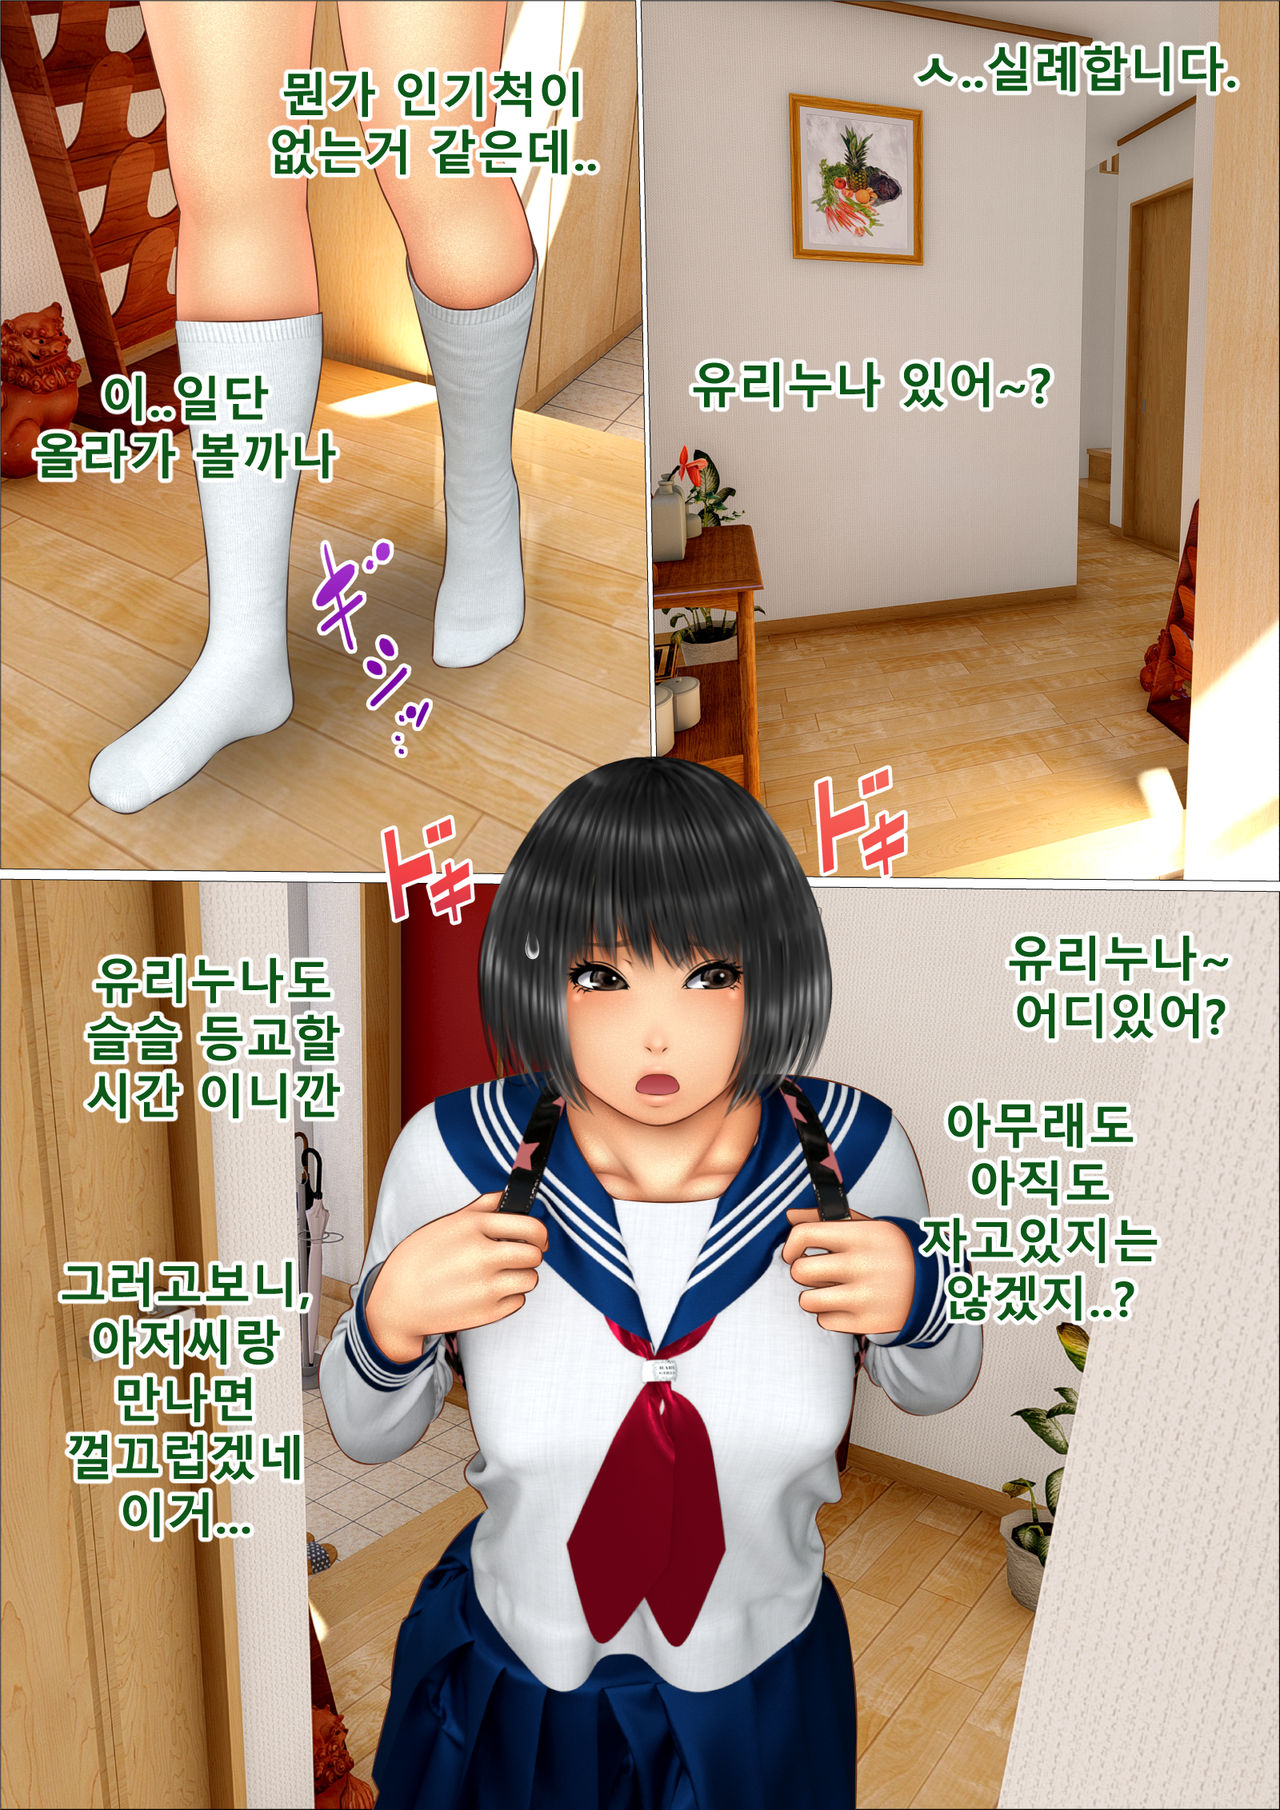 ㅅ..실례합니다.
유리누나 있어~?
뭔가 인기척이
없는거 같은데..
이..일단
올라가 볼까나
ギシッ…
ドキ
ドキ
유리누나~
어디있어?
아무래도
아직도
자고있지는
않겠지..?
유리누나도
슬슬 등교할
시간 이니깐
그러고보니,
아저씨랑
만나면
껄끄럽겠네
이거...